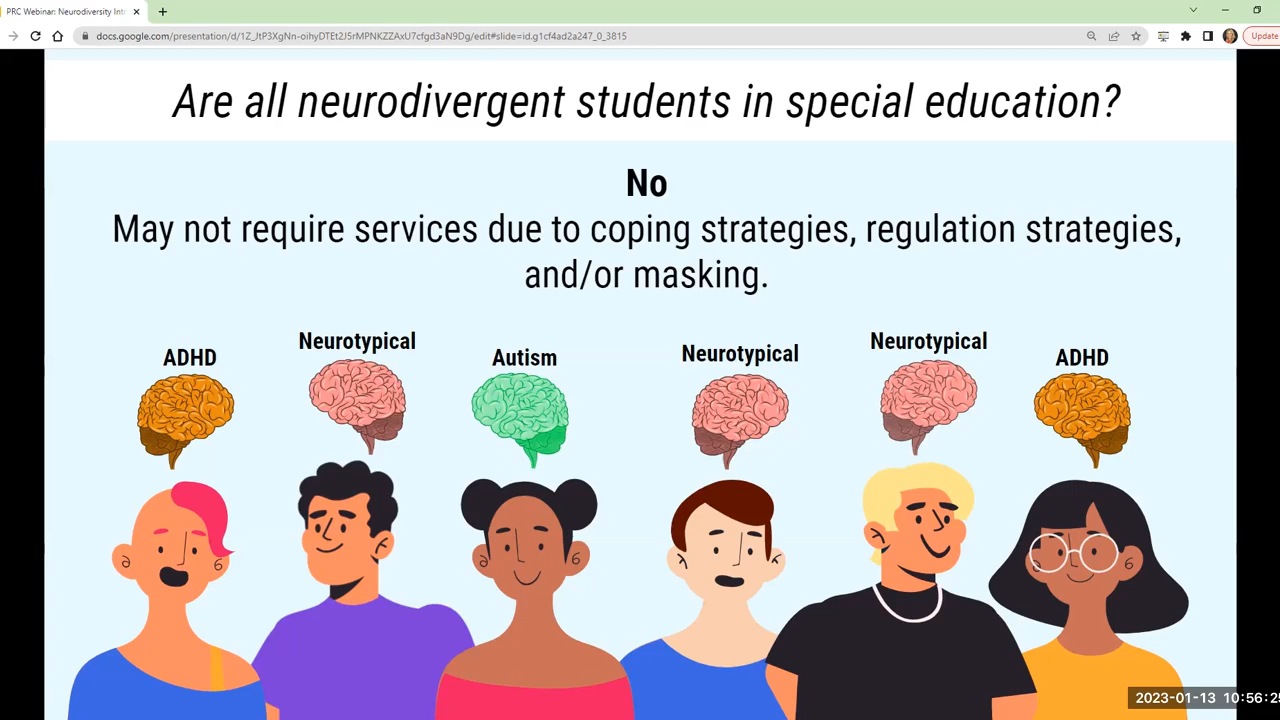 PRC Webinar: Neurodiversity Int
docs.google.com/presentation/d/1Z_JtP3XgNn-oihyDTEt2J5rMPNKZZAxU7cfgd3aN9Dg/edit#slide=id.g1cf4ad2a247_0_3815
Update
Are all neurodivergent students in special education?
No
May not require services due to coping strategies, regulation strategies,
and/or masking.
ADHD
Neurotypical
Autism
Neurotypical
Neurotypical
ADHD
2023-01-13 10:56:25